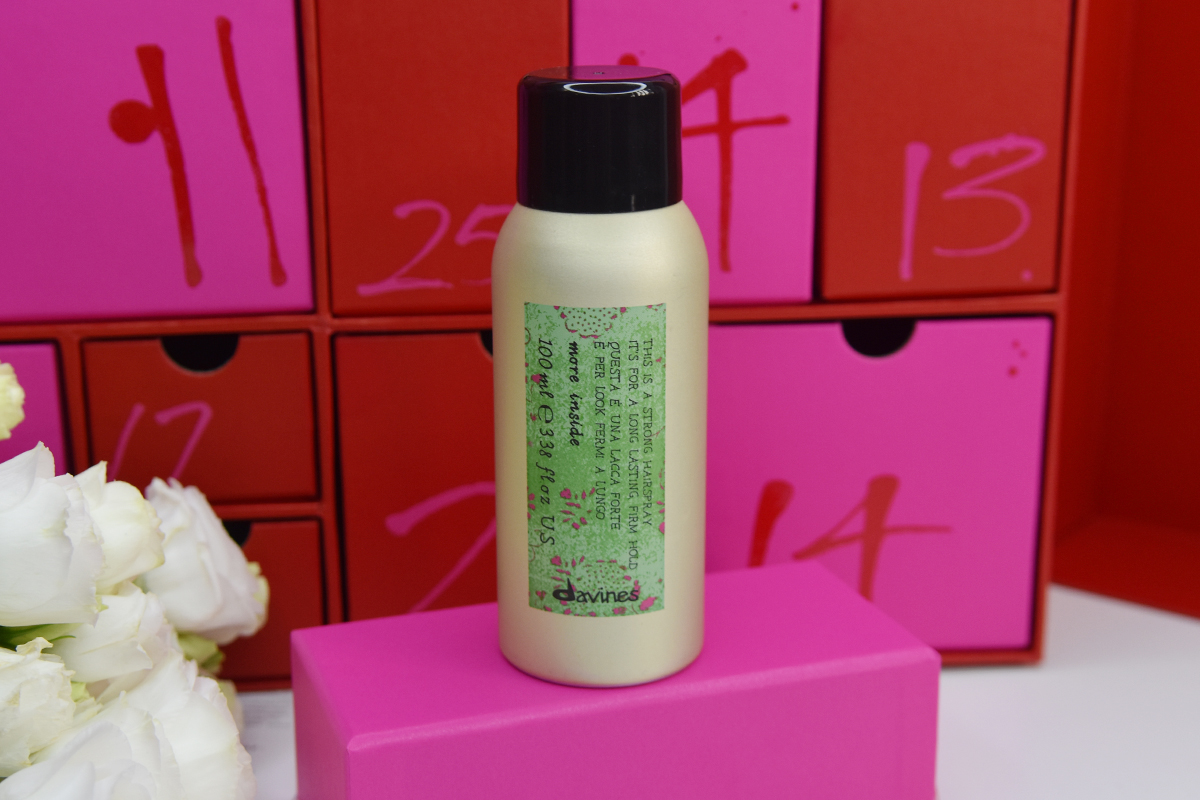 11
25
4
13.
17
14
THIS IS A STRONG HAIRSPRAY.
IT'S FOR A LONG LASTING FIRM HOLD
QUESTA È UNA LACCA FORTE
È PER LOOK FERMI A LUNGO
more inside
100 ml ℮ 3.38 fl oz US
davines